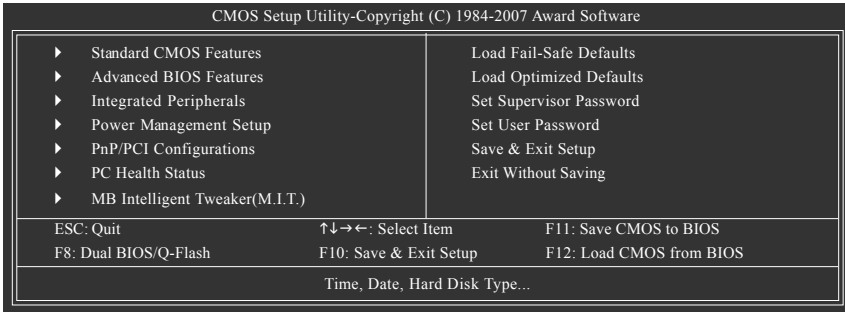 CMOS Setup Utility-Copyright (C) 1984-2007 Award Software
Standard CMOS Features
Advanced BIOS Features
Integrated Peripherals
Power Management Setup
PnP/PCI Configurations
PC Health Status
MB Intelligent Tweaker(M.I.T.)
Load Fail-Safe Defaults
Load Optimized Defaults
Set Supervisor Password
Set User Password
Save & Exit Setup
Exit Without Saving
ESC: Quit ↑↓→←: Select Item F11: Save CMOS to BIOS
F8: Dual BIOS/Q-Flash F10: Save & Exit Setup F12: Load CMOS from BIOS
Time, Date, Hard Disk Type...